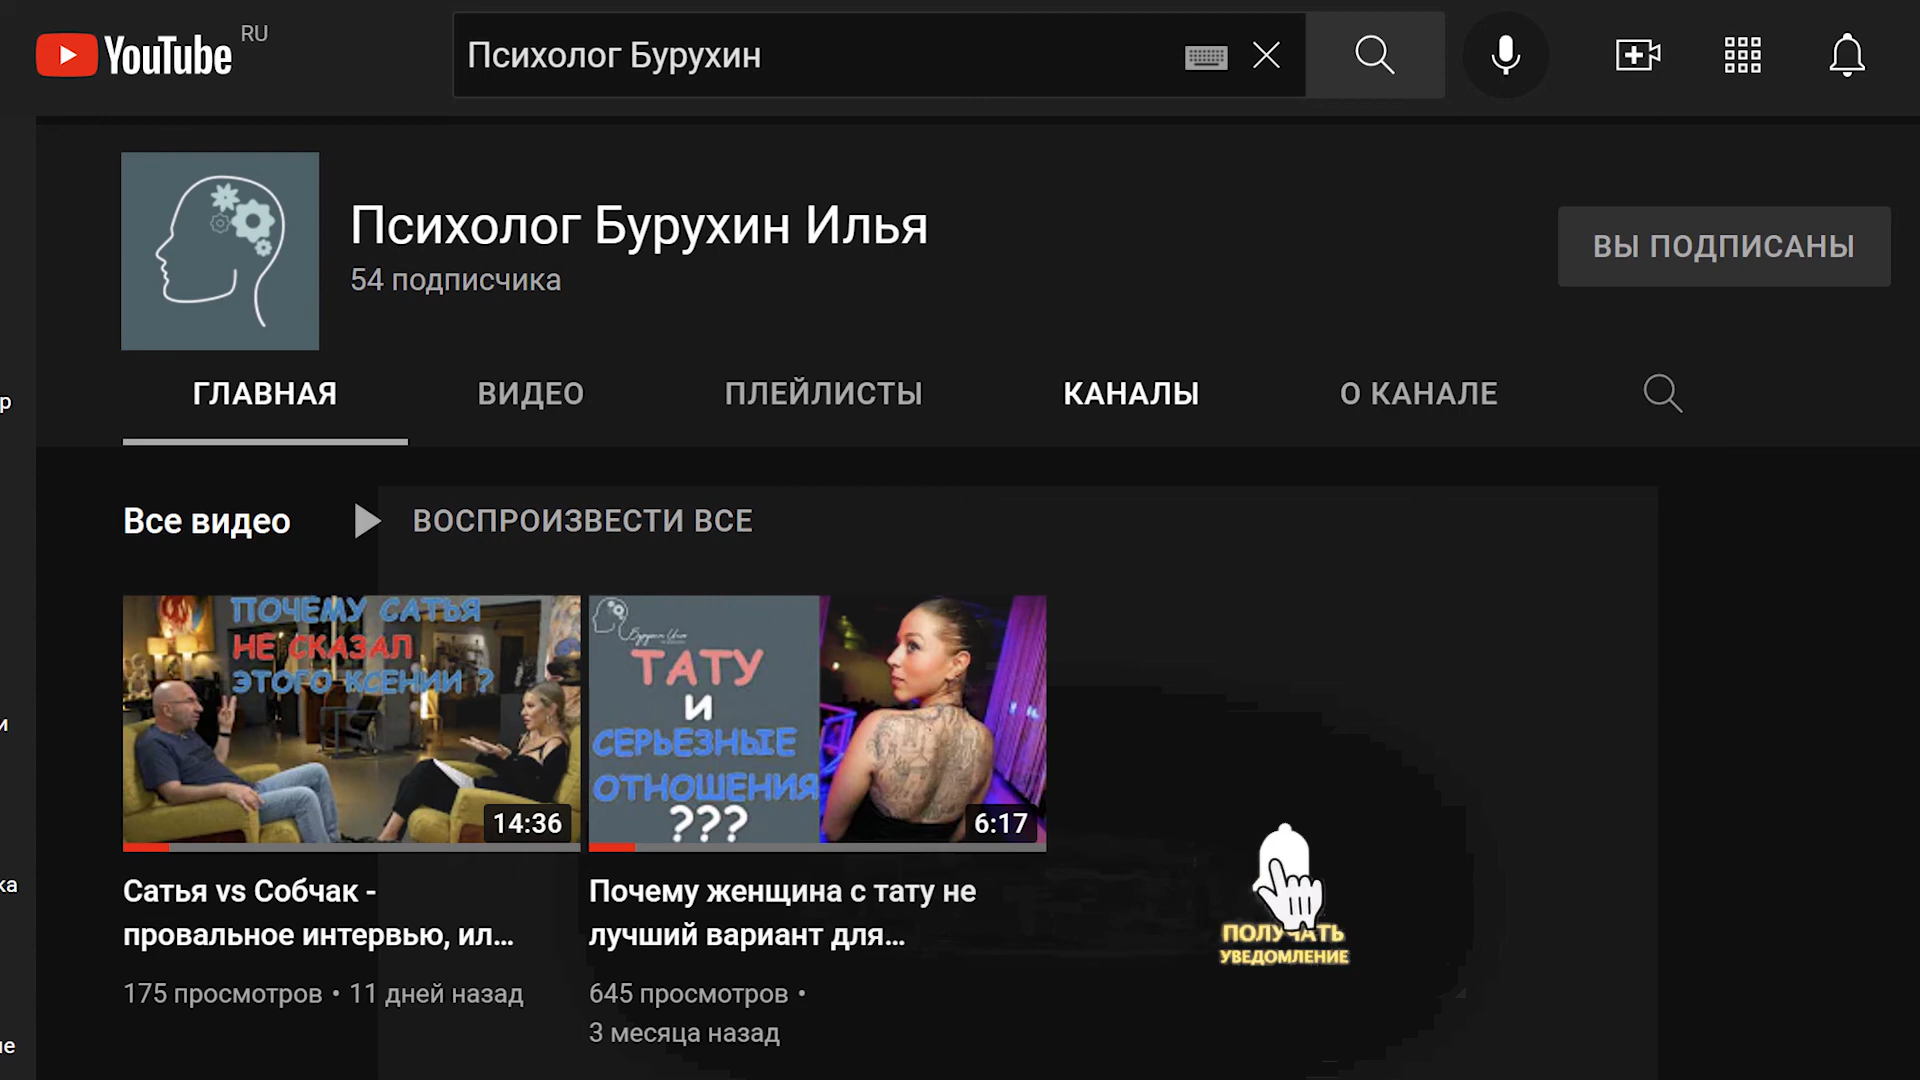 YouTube RU
Психолог Бурухин
Психолог Бурухин Илья
54 подписчика
ВЫ ПОДПИСАНЫ
ГЛАВНАЯ ВИДЕО ПЛЕЙЛИСТЫ КАНАЛЫ О КАНАЛЕ
р
Все видео ВОСПРОИЗВЕСТИ ВСЕ
ПОЧЕМУ САТЬЯ
НЕ СКАЗАЛ
ЭТОГО КСЕНИИ ?
14:36
ТАТУ
И
СЕРЬЕЗНЫЕ
ОТНОШЕНИЯ
???
6:17
и
ка
Сатья vs Собчак -
провальное интервью, ил...
175 просмотров • 11 дней назад
Почему женщина с тату не
лучший вариант для...
645 просмотров •
3 месяца назад
ПОЛУЧАТЬ
УВЕДОМЛЕНИЕ